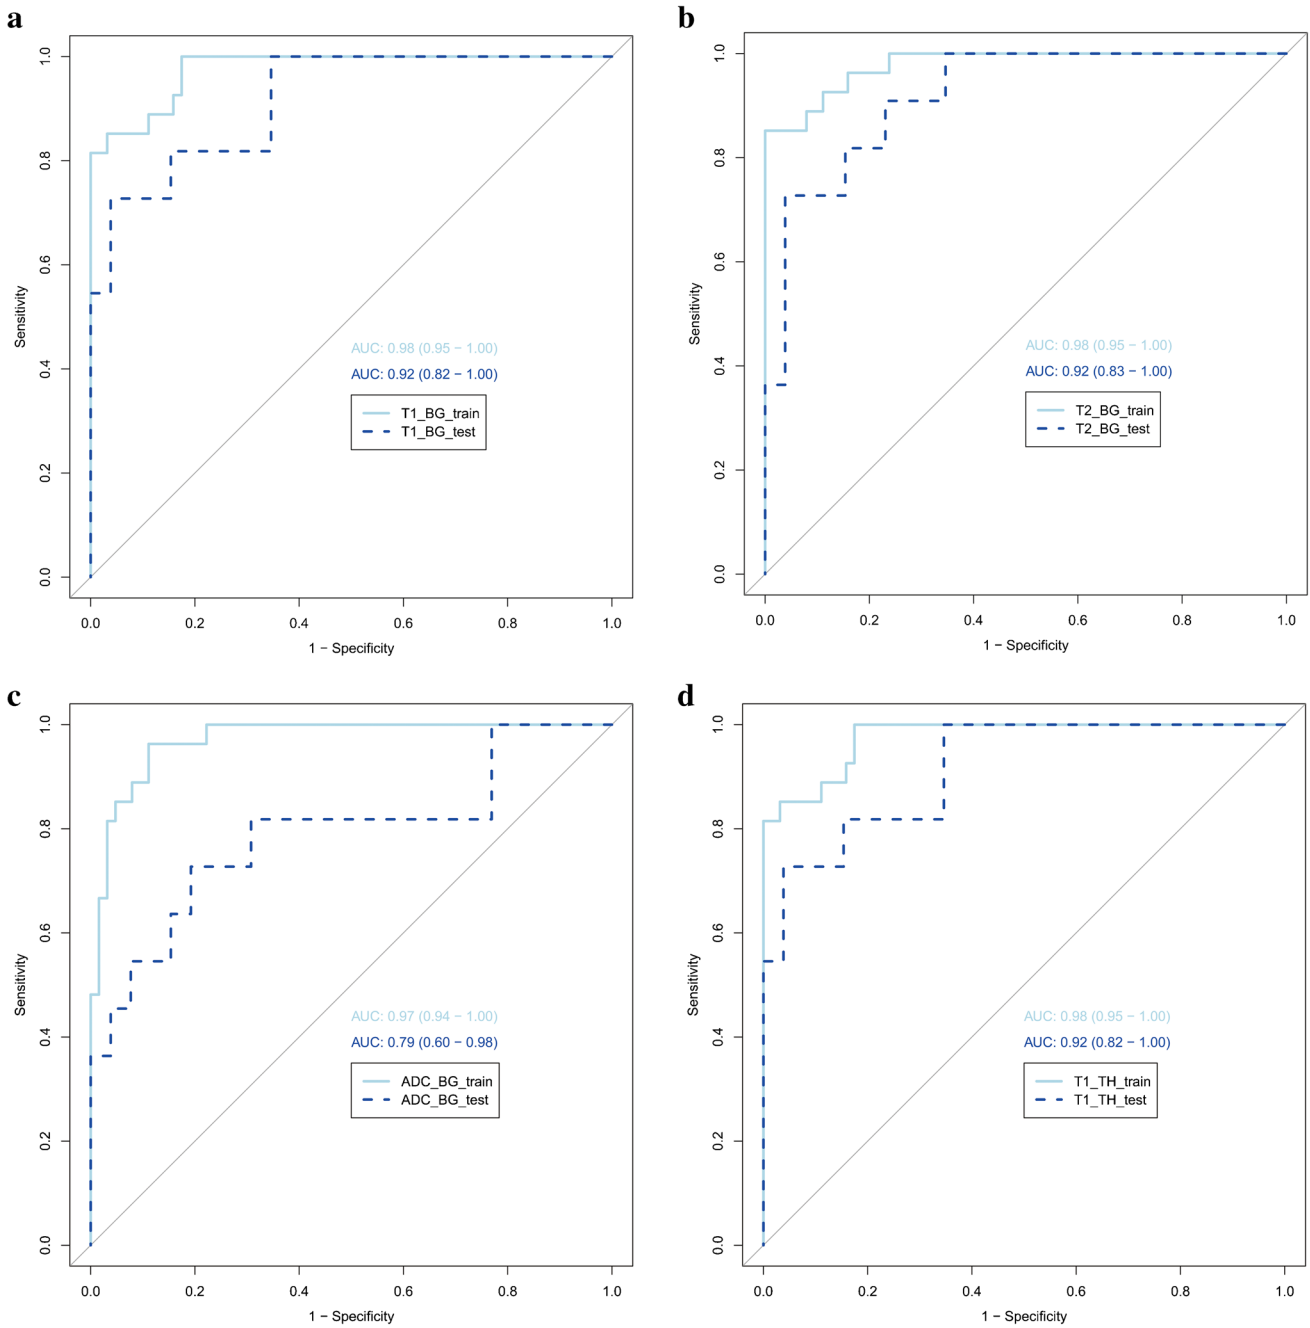 a
1.0
0.8
0.6
0.4
0.2
0.0
Sensitivity
AUC: 0.98 (0.95 − 1.00)
AUC: 0.92 (0.82 − 1.00)
T1_BG_train
T1_BG_test
0.0 0.2 0.4 0.6 0.8 1.0
1 − Specificity
b
1.0
0.8
0.6
0.4
0.2
0.0
Sensitivity
AUC: 0.98 (0.95 − 1.00)
AUC: 0.92 (0.83 − 1.00)
T2_BG_train
T2_BG_test
0.0 0.2 0.4 0.6 0.8 1.0
1 − Specificity
c
1.0
0.8
0.6
0.4
0.2
0.0
Sensitivity
AUC: 0.97 (0.94 − 1.00)
AUC: 0.79 (0.60 − 0.98)
ADC_BG_train
ADC_BG_test
0.0 0.2 0.4 0.6 0.8 1.0
1 − Specificity
d
1.0
0.8
0.6
0.4
0.2
0.0
Sensitivity
AUC: 0.98 (0.95 − 1.00)
AUC: 0.92 (0.82 − 1.00)
T1_TH_train
T1_TH_test
0.0 0.2 0.4 0.6 0.8 1.0
1 − Specificity